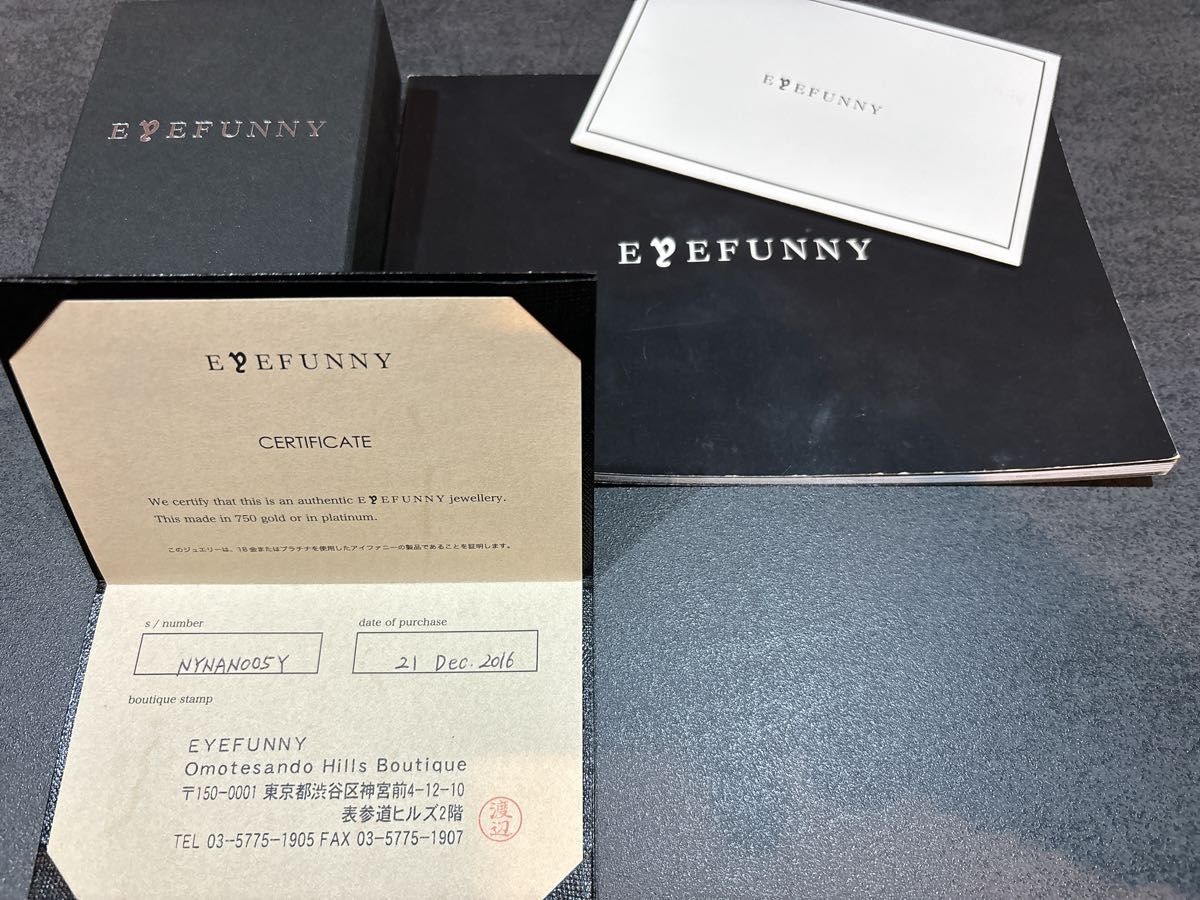 EYEFUNNY
EYEFUNNY
EYEFUNNY
EYEFUNNY
CERTIFICATE
We certify that this is an authentic EYEFUNNY jewellery.
This made in 750 gold or in platinum.
このジュエリーは、18金またはプラチナを使用したアイファニーの製品であることを証明します。
s / number
NYNAN005Y
date of purchase
21 Dec. 2016
boutique stamp
EYEFUNNY
Omotesando Hills Boutique
〒150-0001 東京都渋谷区神宮前4-12-10
表参道ヒルズ2階
TEL 03-5775-1905 FAX 03-5775-1907
渡辺